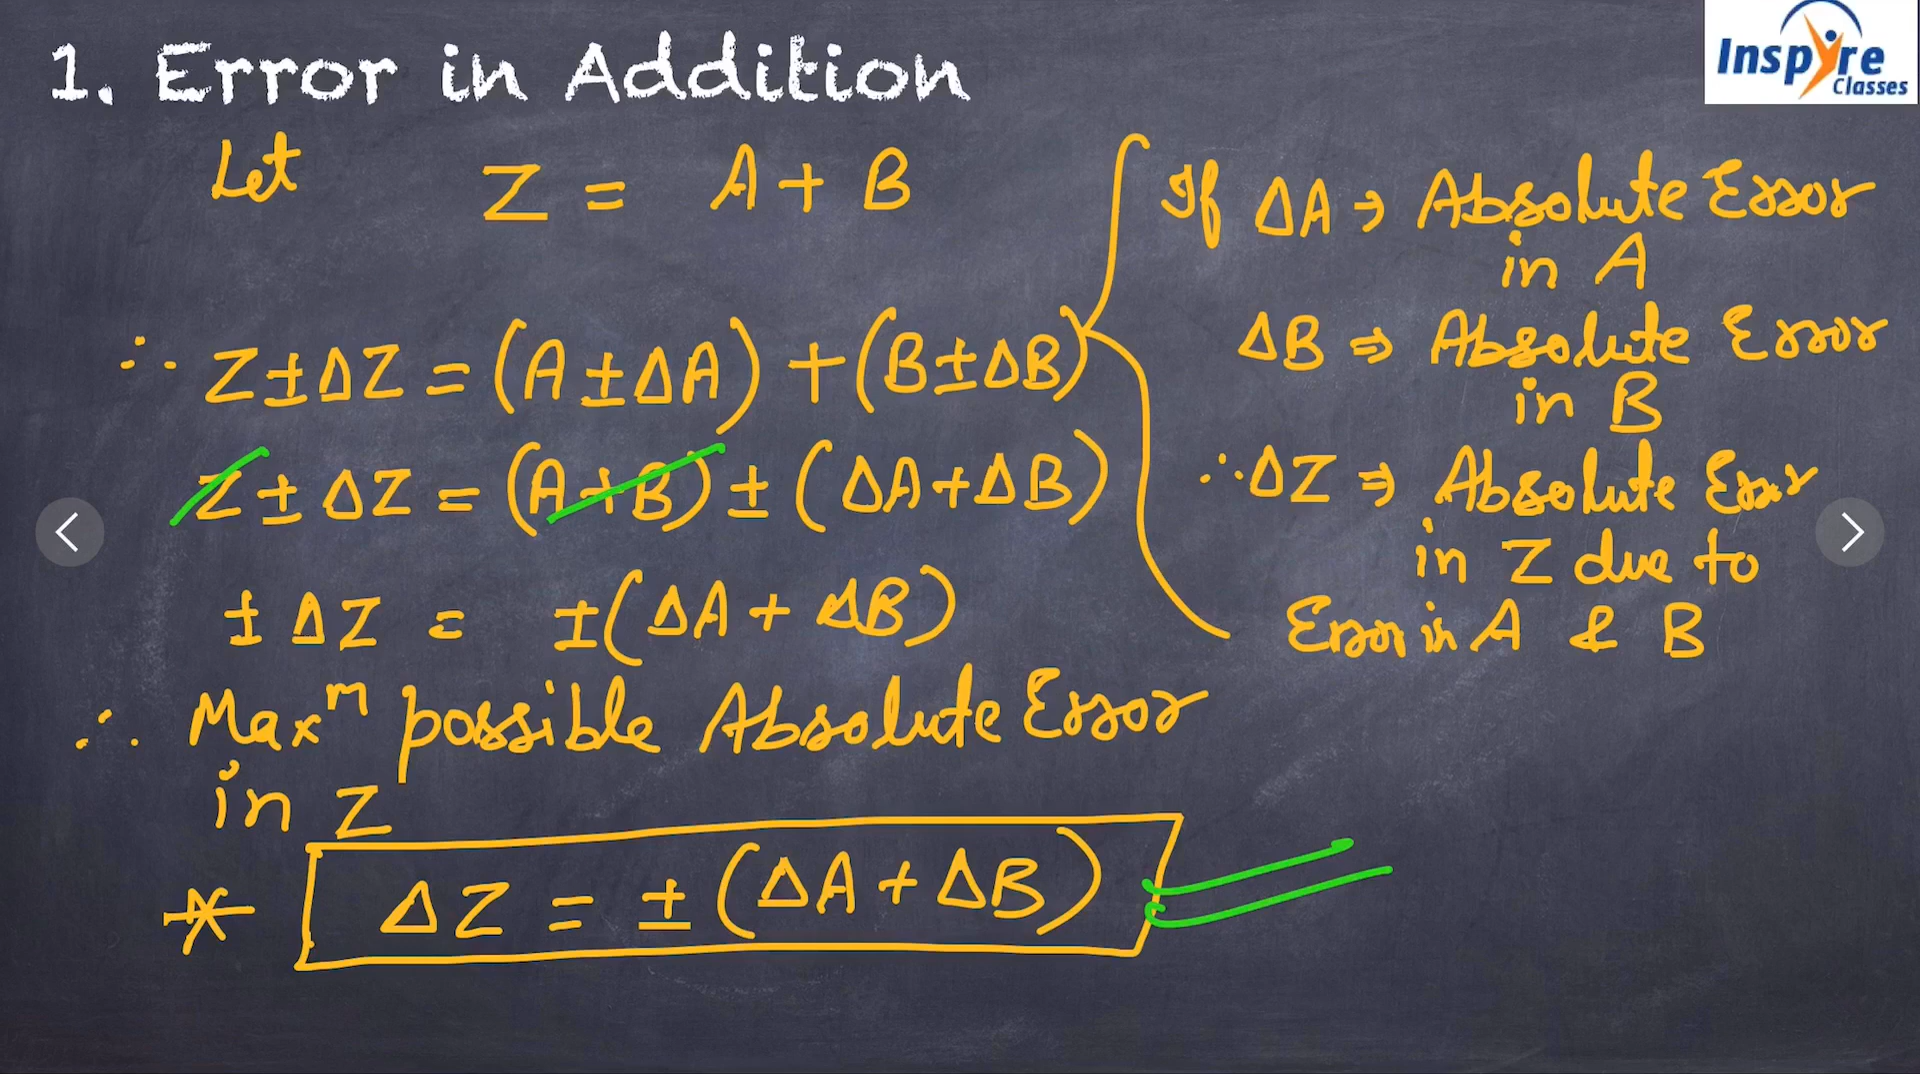 1. Error in Addition
Inspire
Classes
Let Z = A + B
∴ Z ± ΔZ = (A ± ΔA) + (B ± ΔB)
Z ± ΔZ = (A + B) ± (ΔA + ΔB)
± ΔZ = ±(ΔA + ΔB)
∴ Maxᵐ possible Absolute Error
in Z
* ΔZ = ± (ΔA + ΔB)
If ΔA ⇒ Absolute Error
in A
ΔB ⇒ Absolute Error
in B
∴ ΔZ ⇒ Absolute Error
in Z due to
Error in A & B